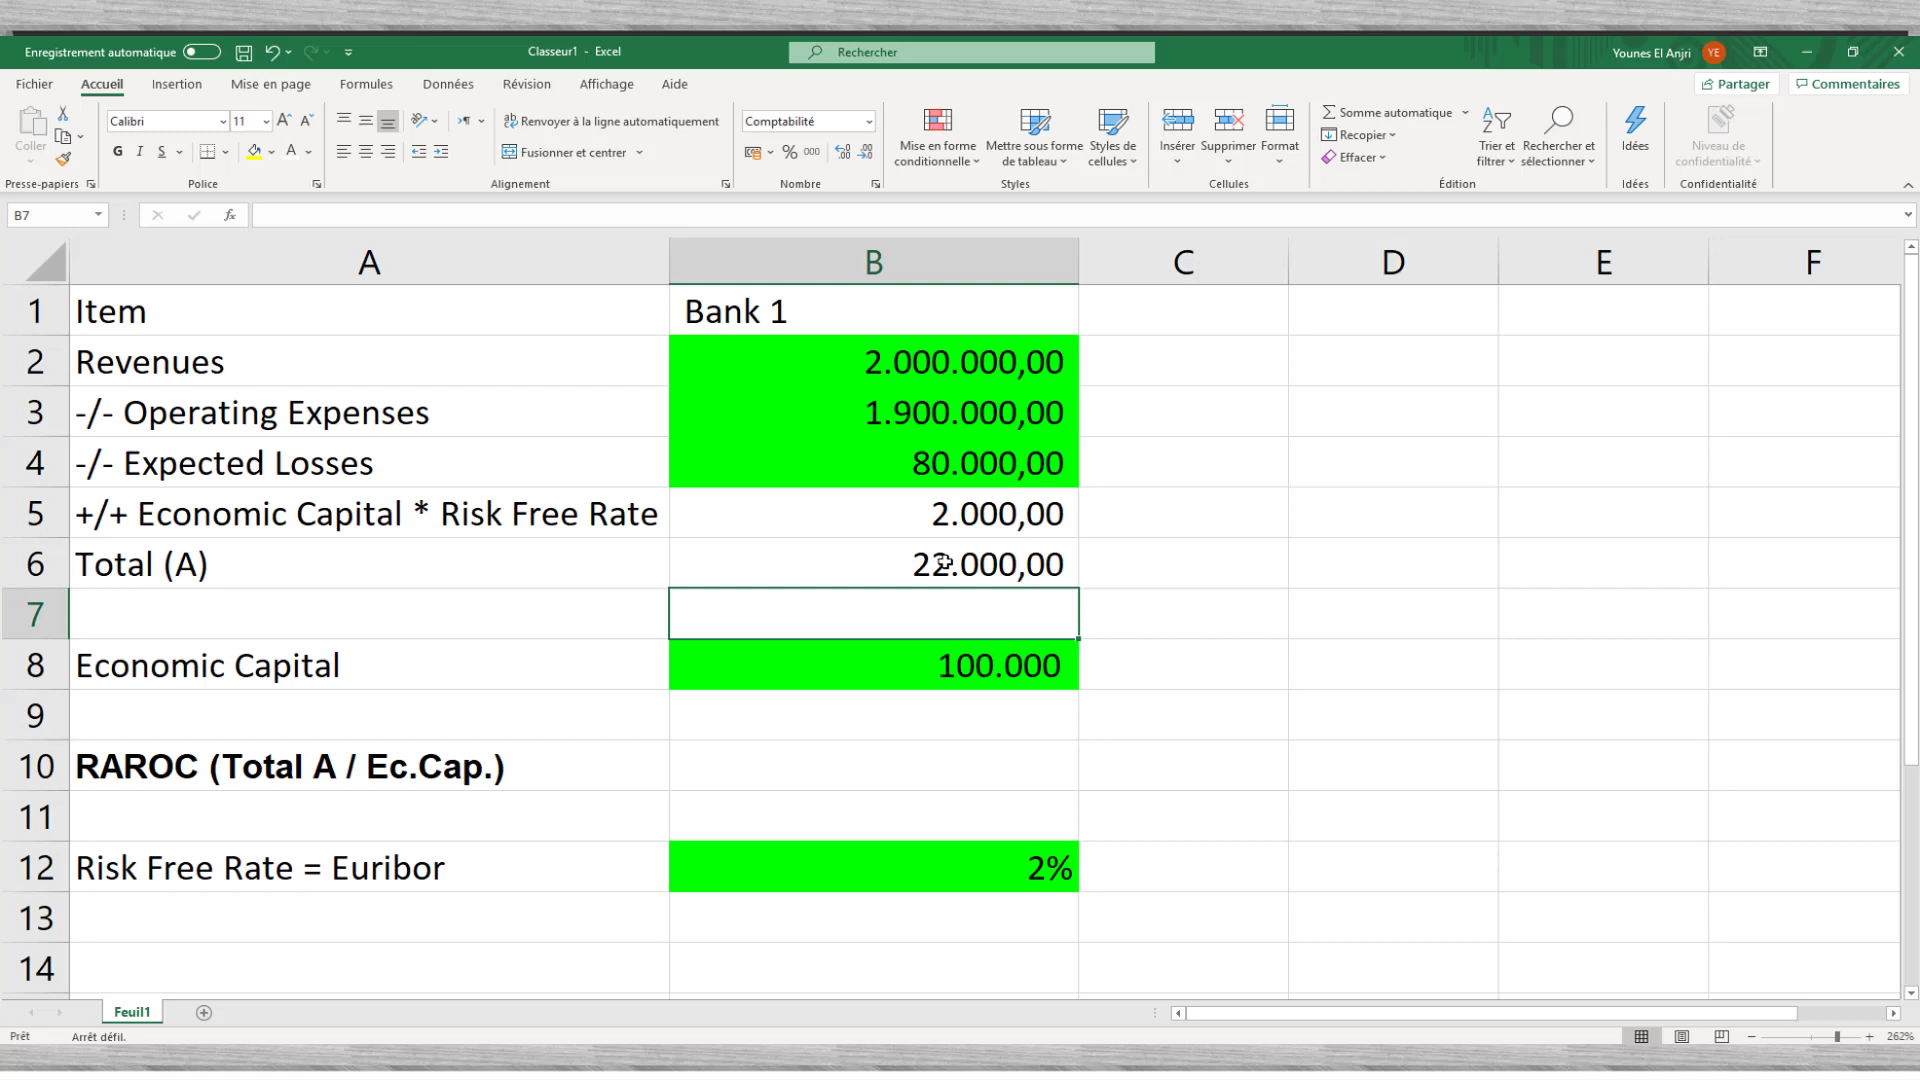 Enregistrement automatique
Classeur1 - Excel
Rechercher
Younes El Anjri YE
Fichier Accueil Insertion Mise en page Formules Données Révision Affichage Aide
Partager Commentaires
Coller
Calibri 11
G I S
Renvoyer à la ligne automatiquement
Fusionner et centrer
Comptabilité
% 000
Mise en forme conditionnelle
Mettre sous forme de tableau
Styles de cellules
Insérer Supprimer Format
Somme automatique
Recopier
Effacer
Trier et filtrer
Rechercher et sélectionner
Idées
Niveau de confidentialité
Presse-papiers Police Alignement Nombre Styles Cellules Édition Idées Confidentialité
B7 fx
A B C D E F
1 Item Bank 1
2 Revenues 2.000.000,00
3 -/- Operating Expenses 1.900.000,00
4 -/- Expected Losses 80.000,00
5 +/+ Economic Capital * Risk Free Rate 2.000,00
6 Total (A) 22.000,00
7
8 Economic Capital 100.000
9
10 RAROC (Total A / Ec.Cap.)
11
12 Risk Free Rate = Euribor 2%
13
14
Feuil1
Prêt Arrêt défil. 262%